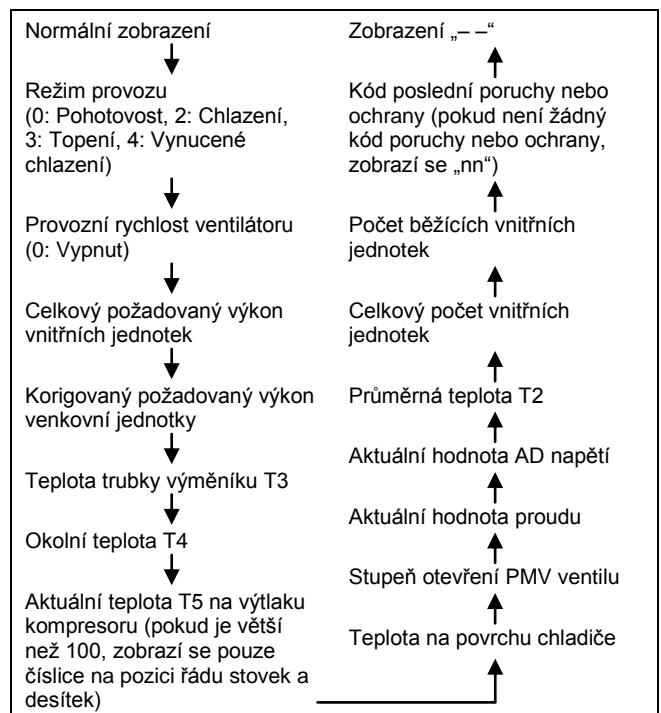 Normální zobrazení
Režim provozu
(0: Pohotovost, 2: Chlazení,
3: Topení, 4: Vynucené
chlazení)
Provozní rychlost ventilátoru
(0: Vypnut)
Celkový požadovaný výkon
vnitřních jednotek
Korigovaný požadovaný výkon
venkovní jednotky
Teplota trubky výměníku T3
Okolní teplota T4
Aktuální teplota T5 na výtlaku
kompresoru (pokud je větší
než 100, zobrazí se pouze
číslice na pozici řádu stovek a
desítek)
Teplota na povrchu chladiče
Stupeň otevření PMV ventilu
Aktuální hodnota proudu
Aktuální hodnota AD napětí
Průměrná teplota T2
Celkový počet vnitřních
jednotek
Počet běžících vnitřních
jednotek
Kód poslední poruchy nebo
ochrany (pokud není žádný
kód poruchy nebo ochrany,
zobrazí se „nn“)
Zobrazení „– –“